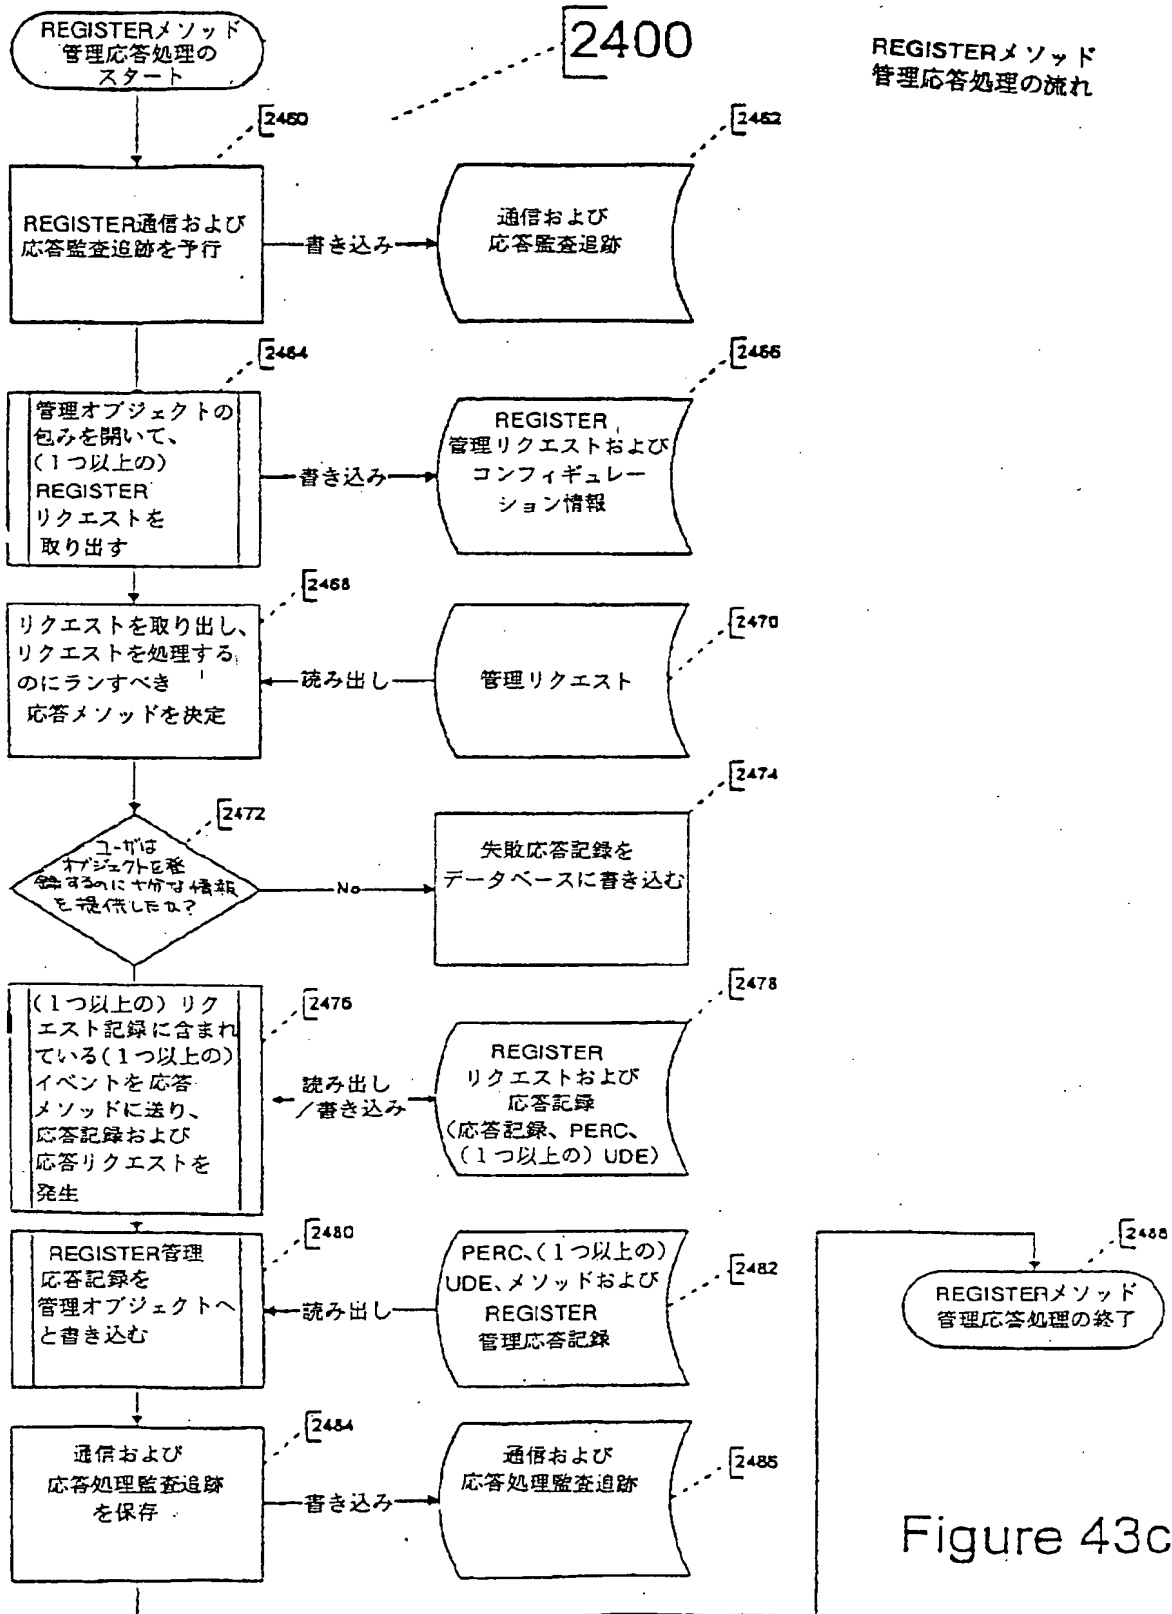 REGISTERメソッド
管理応答処理の
スタート
2400
REGISTERメソッド
管理応答処理の流れ
2460
2462
REGISTER通信および
応答監査追跡を予行
書き込み
通信および
応答監査追跡
2464
2466
管理オブジェクトの
包みを開いて、
(1つ以上の)
REGISTER
リクエストを
取り出す
書き込み
REGISTER
管理リクエストおよび
コンフィギュレー
ション情報
2468
2470
リクエストを取り出し、
リクエストを処理する
のにランすべき
応答メソッドを決定
読み出し
管理リクエスト
2472
2474
ユーザは
オブジェクトを登
録するのに十分な情報
を提供したか?
No
失敗応答記録を
データベースに書き込む
2476
2478
(1つ以上の) リク
エスト記録に含まれ
ている(1つ以上の)
イベントを応答
メソッドに送り、
応答記録および
応答リクエストを
発生
読み出し
/書き込み
REGISTER
リクエストおよび
応答記録
(応答記録、PERC、
(1つ以上の) UDE)
2480
2482
2488
REGISTER管理
応答記録を
管理オブジェクトへ
と書き込む
読み出し
PERC、(1つ以上の)
UDE、メソッドおよび
REGISTER
管理応答記録
REGISTERメソッド
管理応答処理の終了
2484
2486
通信および
応答処理監査追跡
を保存
書き込み
通信および
応答処理監査追跡
Figure 43c